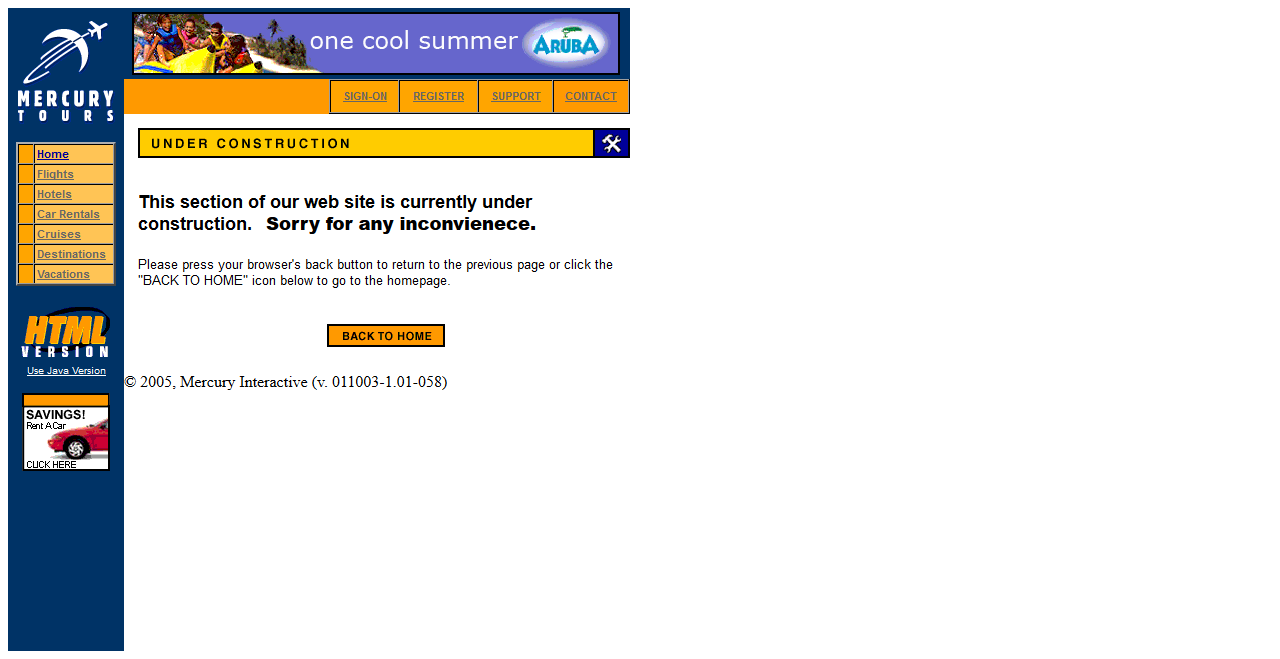 one cool summer ARUBA
MERCURY
TOURS
SIGN-ON REGISTER SUPPORT CONTACT
Home
Flights
Hotels
Car Rentals
Cruises
Destinations
Vacations
HTML
VERSION
Use Java Version
SAVINGS!
Rent A Car
CLICK HERE
UNDER CONSTRUCTION
This section of our web site is currently under
construction. Sorry for any inconvienece.
Please press your browser's back button to return to the previous page or click the
"BACK TO HOME" icon below to go to the homepage.
BACK TO HOME
© 2005, Mercury Interactive (v. 011003-1.01-058)